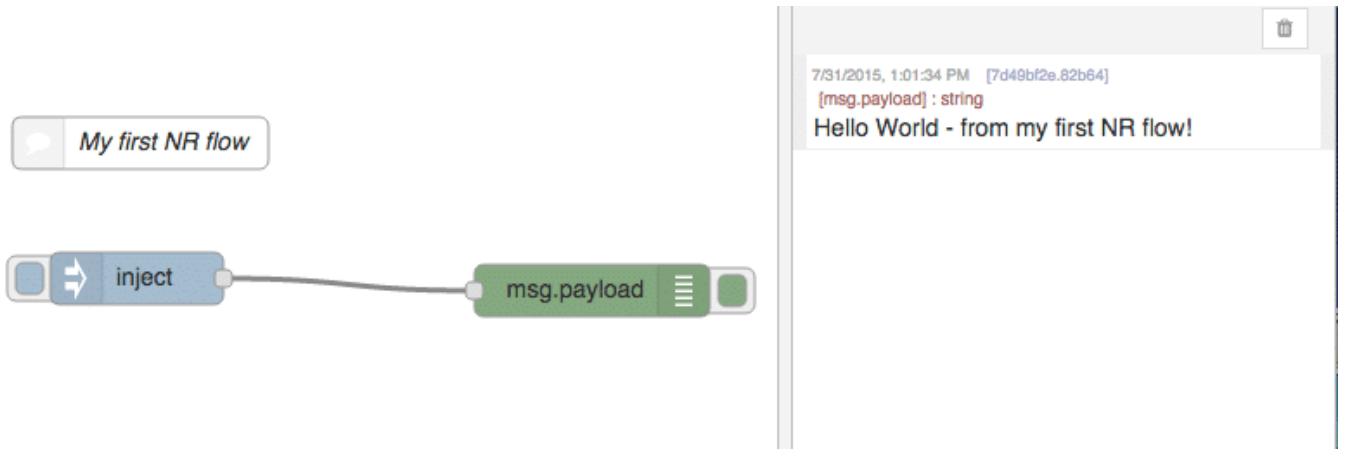 My first NR flow
inject
msg.payload
7/31/2015, 1:01:34 PM [7d49bf2e.82b64]
[msg.payload] : string
Hello World - from my first NR flow!